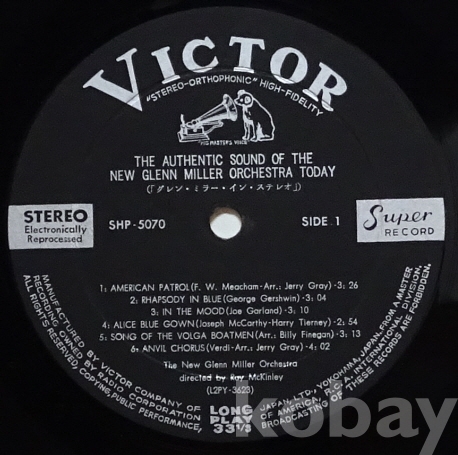 VICTOR
"STEREO-ORTHOPHONIC" HIGH-FIDELITY
"HIS MASTER'S VOICE"
THE AUTHENTIC SOUND OF THE
NEW GLENN MILLER ORCHESTRA TODAY
(「グレン・ミラー・イン・ステレオ」)
STEREO
Electronically
Reprocessed
SHP-5070
SIDE 1
Super
RECORD
1: AMERICAN PATROL (F. W. Meacham-Arr.: Jerry Gray) -3: 26
2: RHAPSODY IN BLUE (George Gershwin) -3: 04
3: IN THE MOOD (Joe Garland) -3: 10
4: ALICE BLUE GOWN (Joseph McCarthy-Harry Tierney) -2: 54
5: SONG OF THE VOLGA BOATMEN (Arr.: Billy Finegan) -3: 13
6: ANVIL CHORUS (Verdi-Arr.: Jerry Gray) -4: 02
The New Glenn Miller Orchestra
directed by Ray McKinley
(L2PY-3623)
LONG
PLAY
33⅓
MANUFACTURED BY VICTOR COMPANY OF JAPAN, LTD., YOKOHAMA, JAPAN, FROM A MASTER
RECORDED BY RADIO CORPORATION OF AMERICA, RCA INTERNATIONAL DIVISION.
ALL RIGHTS RESERVED. COPYING, PUBLIC PERFORMANCE, BROADCASTING OF THESE RECORDS ARE FORBIDDEN.
kobay